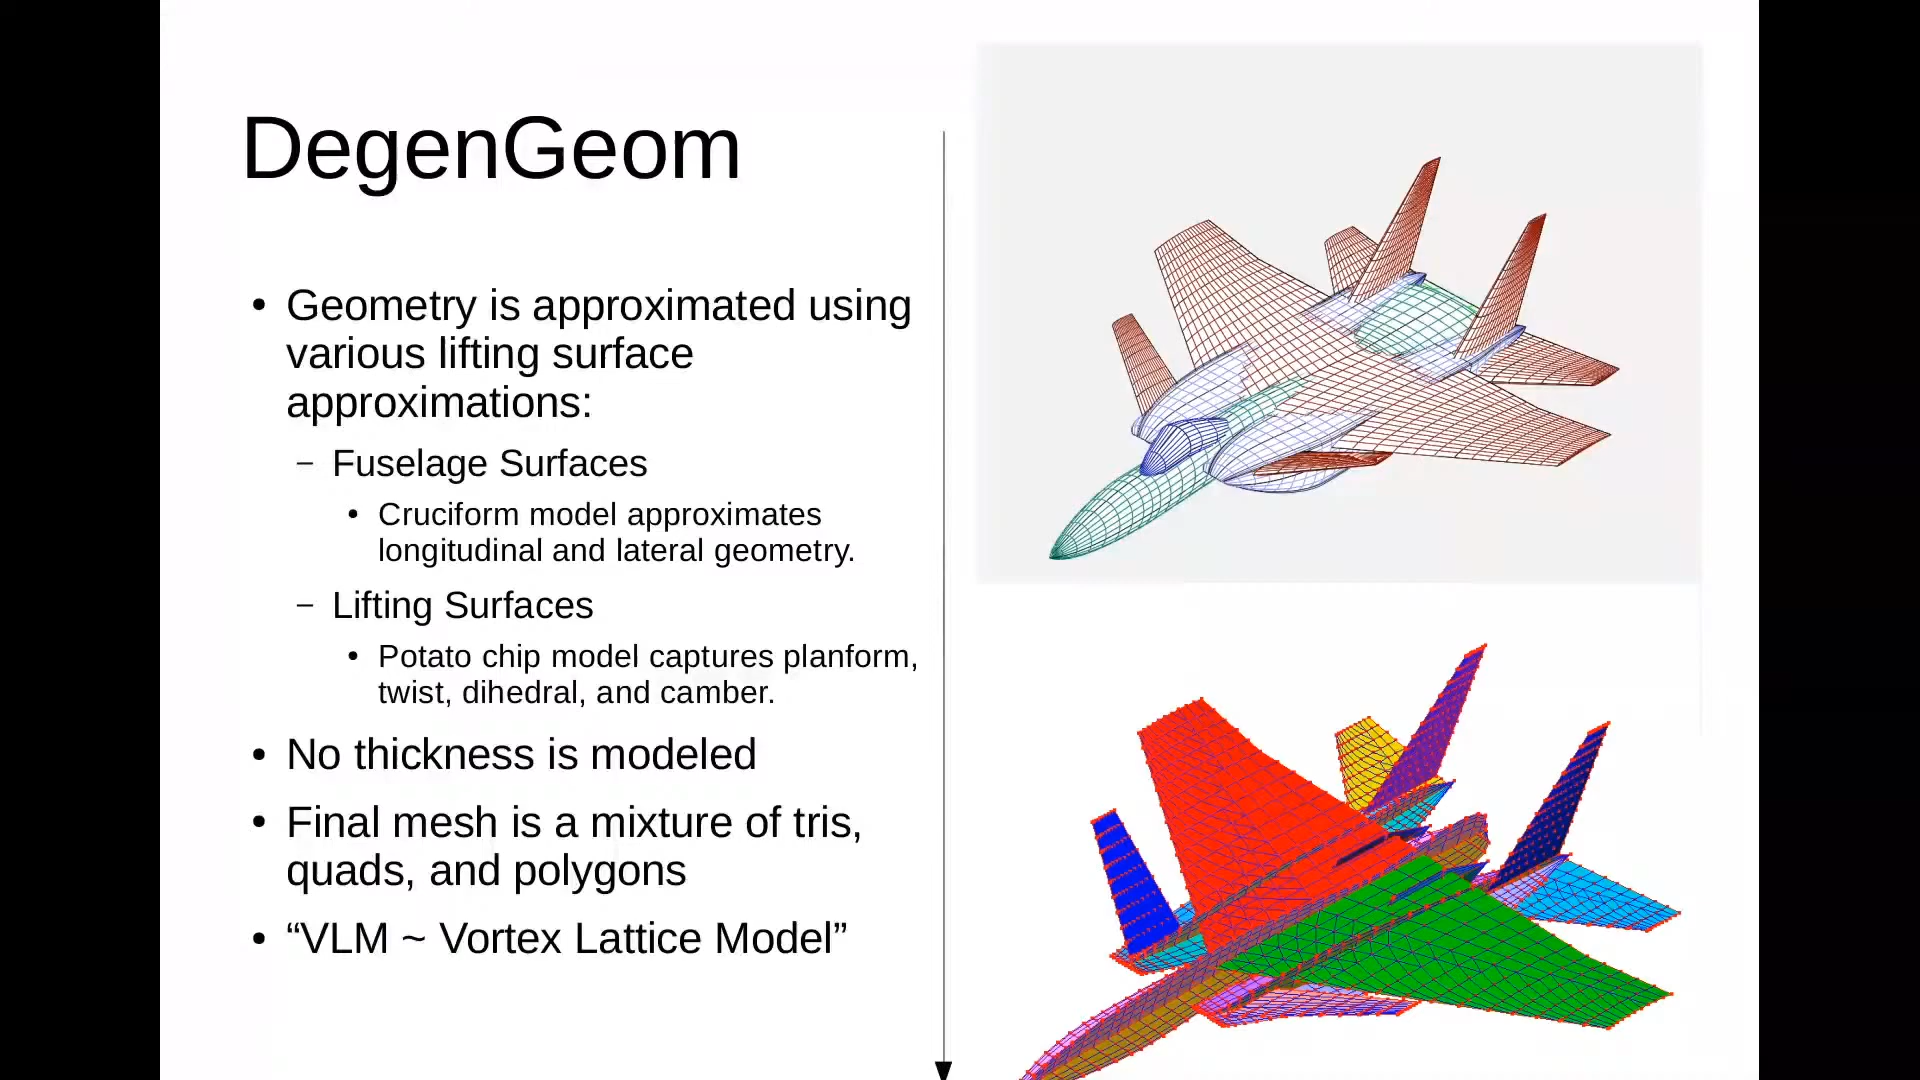 DegenGeom
• Geometry is approximated using
various lifting surface
approximations:
– Fuselage Surfaces
• Cruciform model approximates
longitudinal and lateral geometry.
– Lifting Surfaces
• Potato chip model captures planform,
twist, dihedral, and camber.
• No thickness is modeled
• Final mesh is a mixture of tris,
quads, and polygons
• “VLM ~ Vortex Lattice Model”